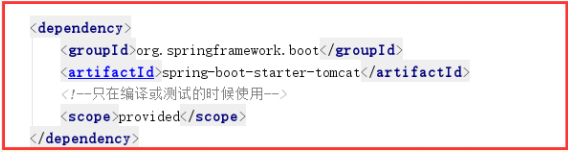 <dependency>
<groupId>org.springframework.boot</groupId>
<artifactId>spring-boot-starter-tomcat</artifactId>
<!--只在编译或测试的时候使用-->
<scope>provided</scope>
</dependency>